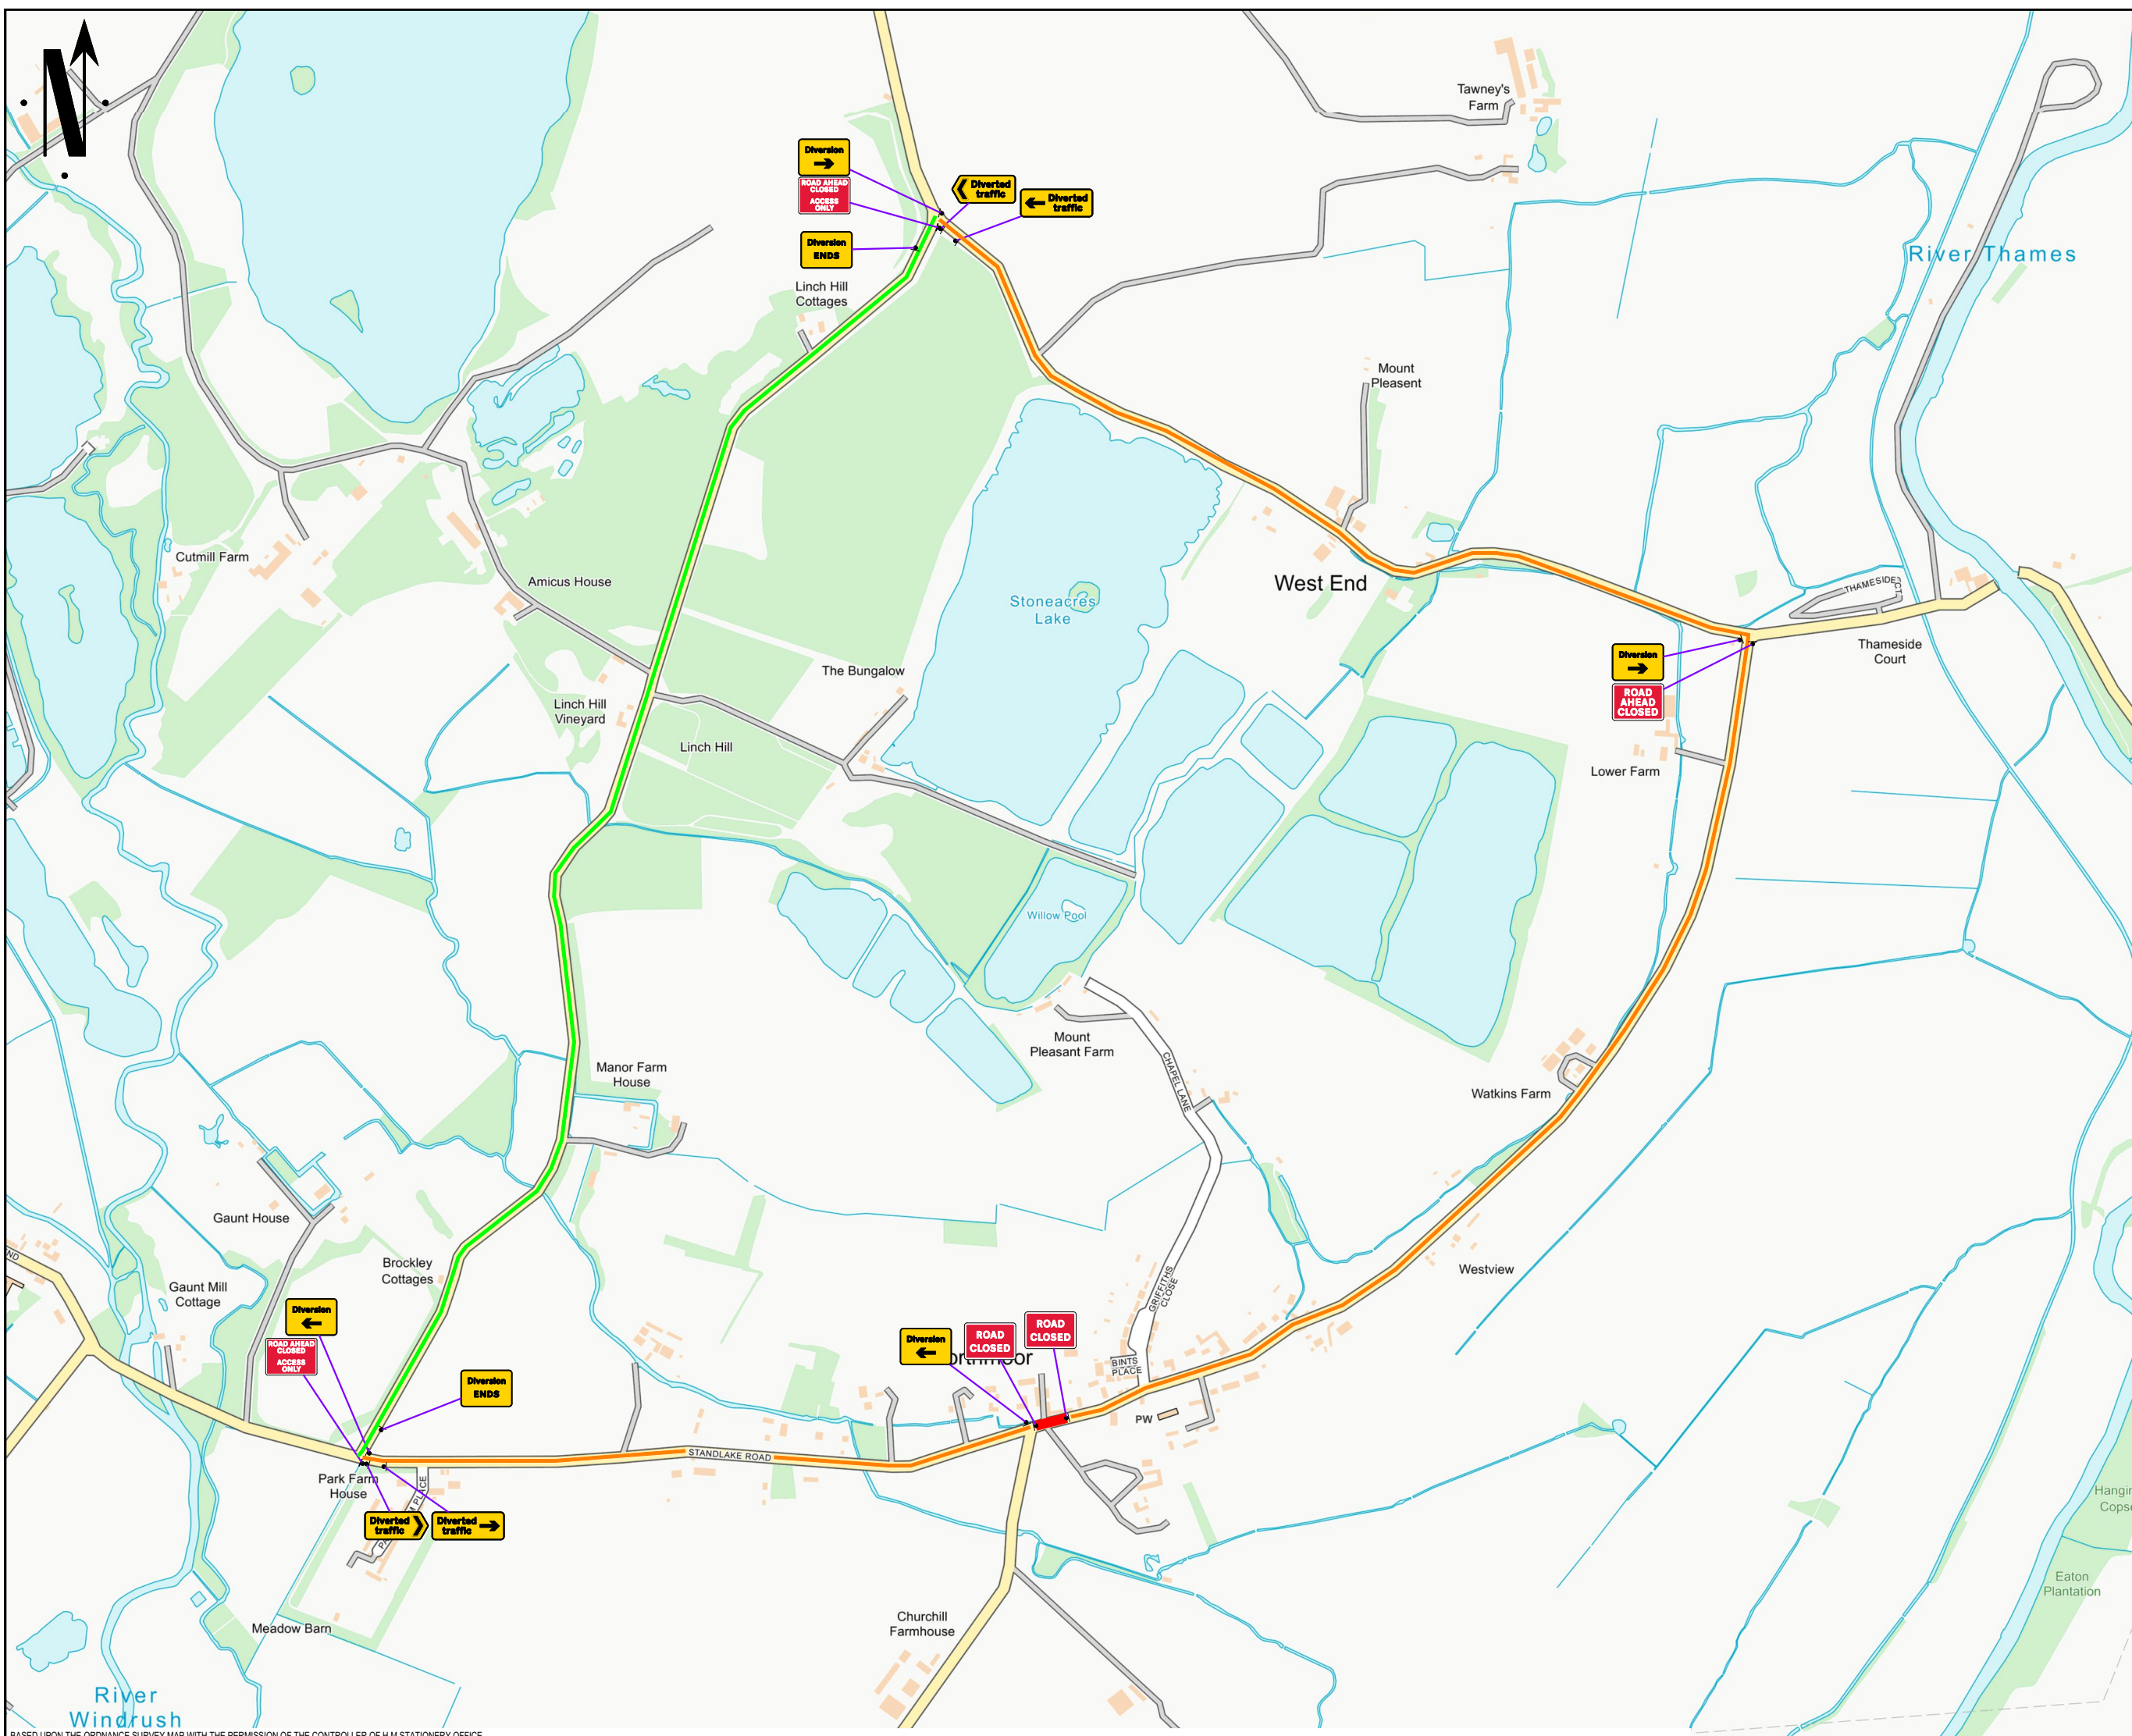 N
Tawney's
Farm
Diversion
ROAD AHEAD
CLOSED
ACCESS
ONLY
Diverted
traffic
Diverted
traffic
Diversion
ENDS
River Thames
Linch Hill
Cottages
Mount
Pleasent
Cutmill Farm
Amicus House
West End
THAMESIDE CT
Stoneacres
Lake
Thameside
Court
Diversion
ROAD
AHEAD
CLOSED
The Bungalow
Linch Hill
Vineyard
Linch Hill
Lower Farm
Willow Pool
Mount
Pleasant Farm
CHAPEL LANE
Manor Farm
House
Watkins Farm
Gaunt House
Brockley
Cottages
Westview
Gaunt Mill
Cottage
GRIFFITHS
CLOSE
Diversion
ROAD AHEAD
CLOSED
ACCESS
ONLY
Diversion
ENDS
Diversion
ROAD
CLOSED
ROAD
CLOSED
BINTS
PLACE
PW
STANDLAKE ROAD
Park Farm
House
PLACE
Diverted
traffic
Diverted
traffic
Eaton
Plantation
Churchill
Farmhouse
Meadow Barn
River
Windrush
BASED UPON THE ORDNANCE SURVEY MAP WITH THE PERMISSION OF THE CONTROLLER OF H.M STATIONERY OFFICE